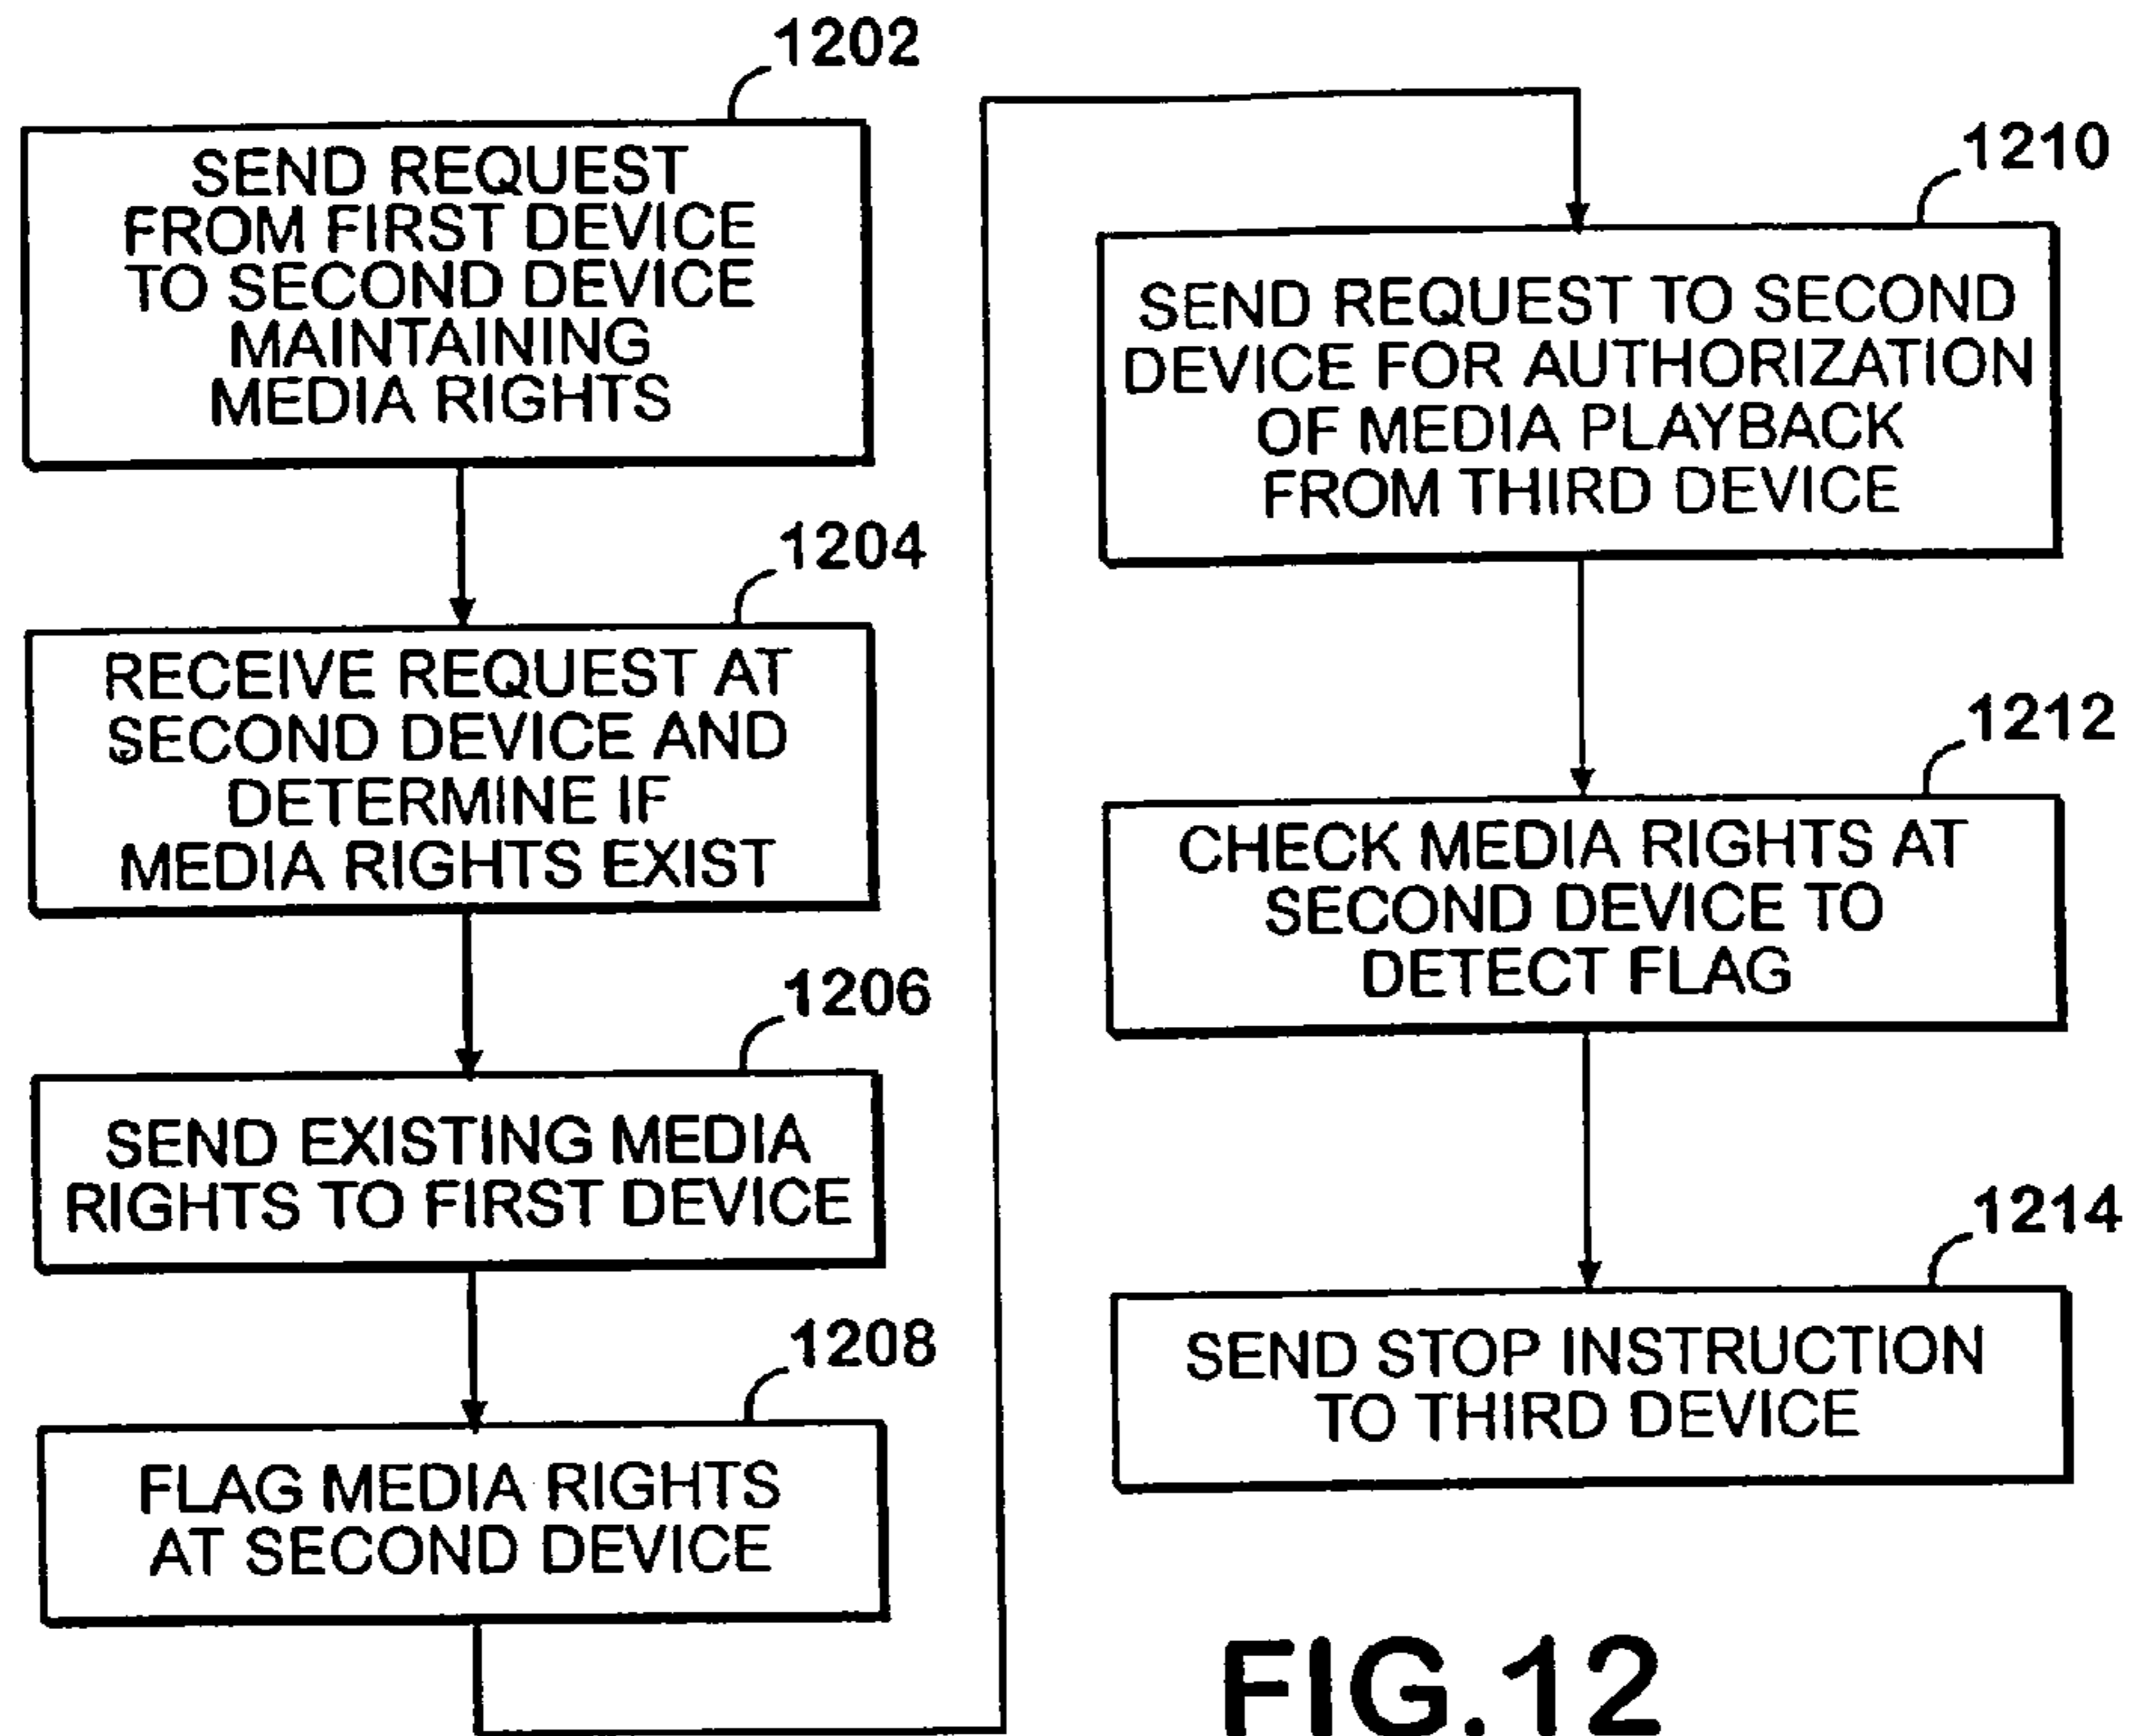 1202
SEND REQUEST
FROM FIRST DEVICE
TO SECOND DEVICE
MAINTAINING
MEDIA RIGHTS
1204
RECEIVE REQUEST AT
SECOND DEVICE AND
DETERMINE IF
MEDIA RIGHTS EXIST
1206
SEND EXISTING MEDIA
RIGHTS TO FIRST DEVICE
1208
FLAG MEDIA RIGHTS
AT SECOND DEVICE
1210
SEND REQUEST TO SECOND
DEVICE FOR AUTHORIZATION
OF MEDIA PLAYBACK
FROM THIRD DEVICE
1212
CHECK MEDIA RIGHTS AT
SECOND DEVICE TO
DETECT FLAG
1214
SEND STOP INSTRUCTION
TO THIRD DEVICE
FIG.12